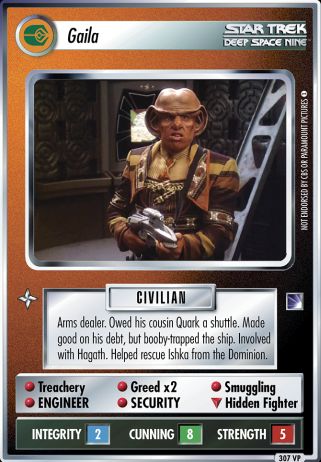 Gaila
STAR TREK
DEEP SPACE NINE
NOT ENDORSED BY CBS OR PARAMOUNT PICTURES
CIVILIAN
Arms dealer. Owed his cousin Quark a shuttle. Made
good on his debt, but booby-trapped the ship. Involved
with Hagath. Helped rescue Ishka from the Dominion.
Treachery Greed x2 Smuggling
ENGINEER SECURITY Hidden Fighter
INTEGRITY 2 CUNNING 8 STRENGTH 5
307 VP